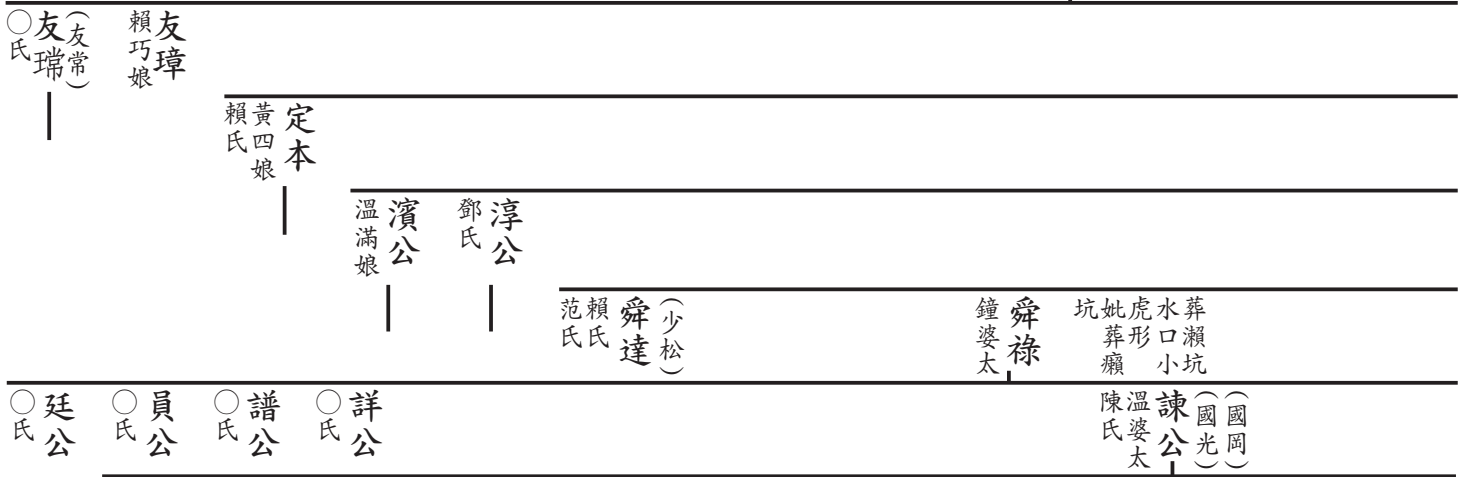 友璋
賴巧娘
(友常)
友瑺
○氏
定本
黃四娘
賴氏
淳公
鄧氏
濱公
溫滿娘
葬瀨坑
水口小
虎形
妣葬癩
坑
舜祿
鐘婆太
(少松)
舜達
賴氏
范氏
(國岡)
(國光)
諫公
溫婆太
陳氏
詳公
○氏
譜公
○氏
員公
○氏
廷公
○氏